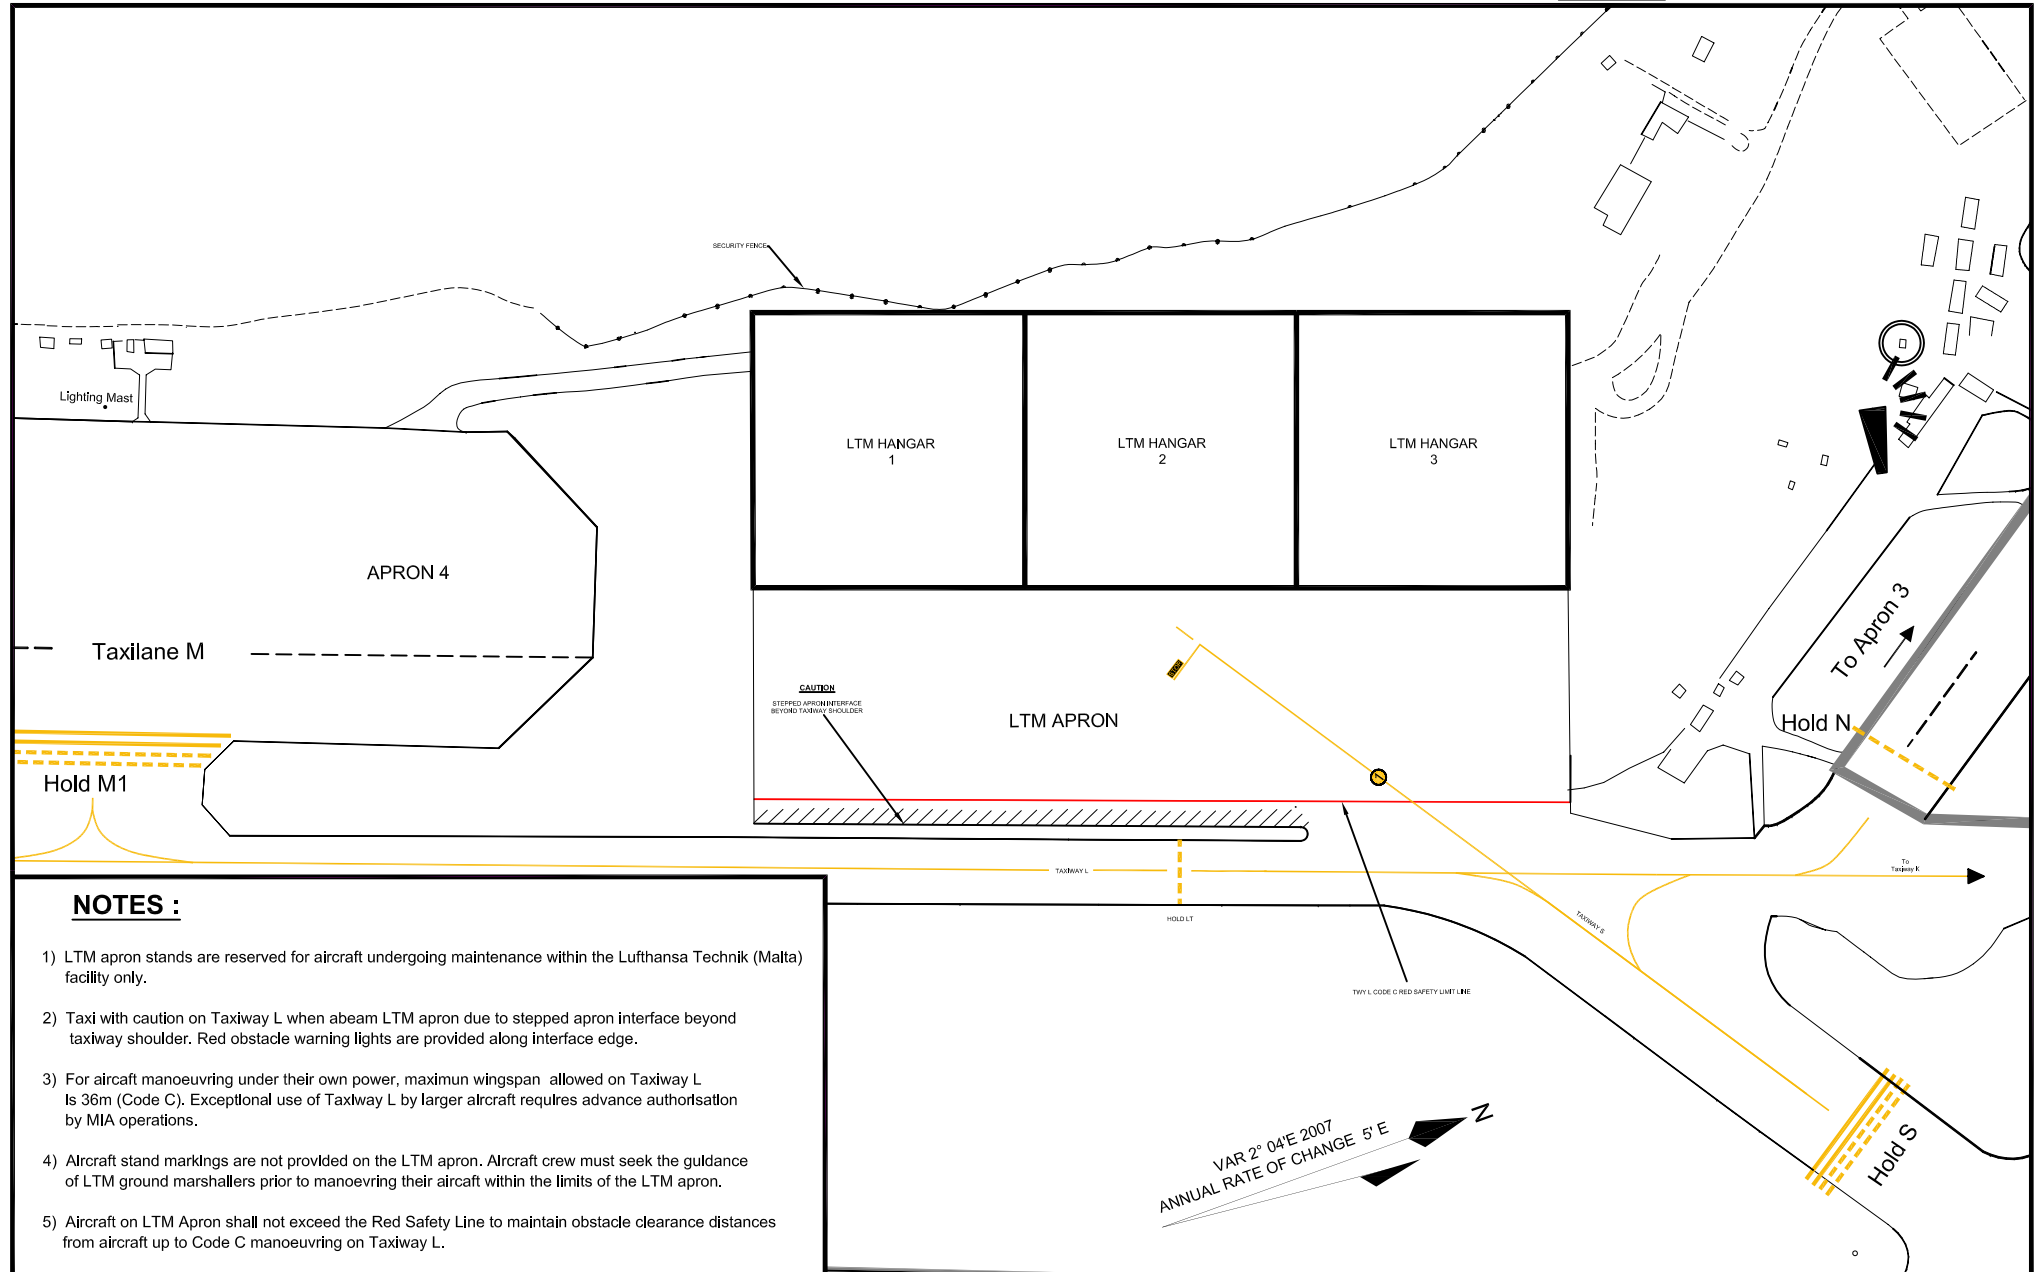 SECURITY FENCE
Lighting Mast
LTM HANGAR
1
LTM HANGAR
2
LTM HANGAR
3
APRON 4
Taxilane M
To Apron 3
CAUTION
STEPPED APRON INTERFACE
BEYOND TAXIWAY SHOULDER
STOP
LTM APRON
Hold N
1
Hold M1
TAXIWAY L
To
Taxiway K
HOLD LT
TAXIWAY S
TWY L CODE C RED SAFETY LIMIT LINE
Hold S
N
VAR 2° 04'E 2007
ANNUAL RATE OF CHANGE 5' E
NOTES :
1) LTM apron stands are reserved for aircraft undergoing maintenance within the Lufthansa Technik (Malta)
facility only.
2) Taxi with caution on Taxiway L when abeam LTM apron due to stepped apron interface beyond
taxiway shoulder. Red obstacle warning lights are provided along interface edge.
3) For aircaft manoeuvring under their own power, maximun wingspan allowed on Taxiway L
is 36m (Code C). Exceptional use of Taxiway L by larger aircraft requires advance authorisation
by MIA operations.
4) Aircraft stand markings are not provided on the LTM apron. Aircraft crew must seek the guidance
of LTM ground marshallers prior to manoevring their aircaft within the limits of the LTM apron.
5) Aircraft on LTM Apron shall not exceed the Red Safety Line to maintain obstacle clearance distances
from aircraft up to Code C manoeuvring on Taxiway L.